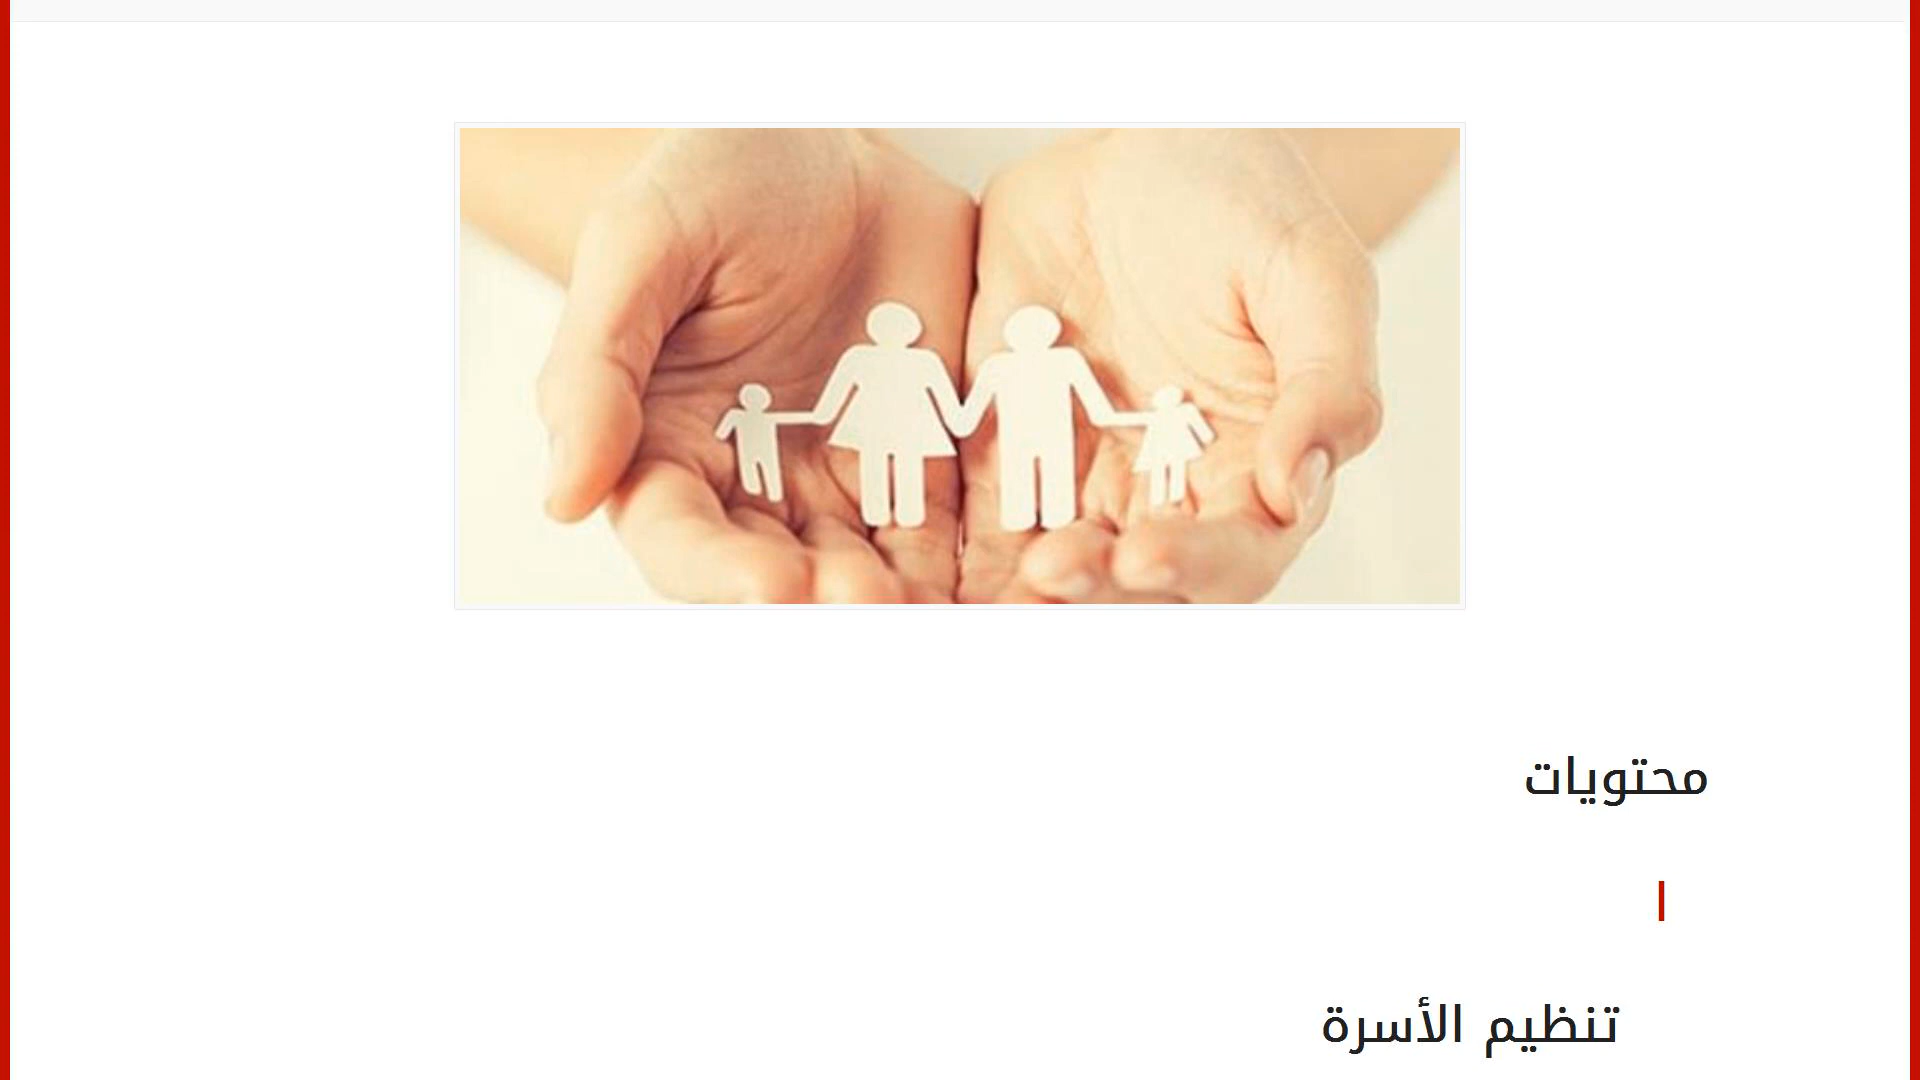 محتويات
ا
تنظيم الأسرة